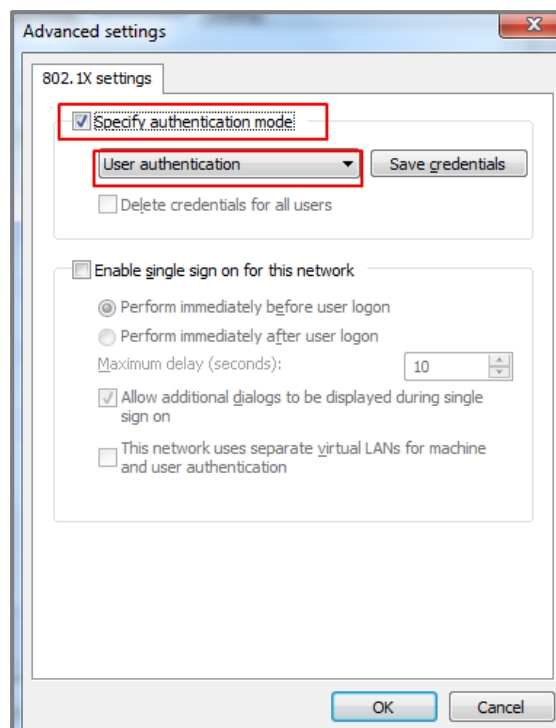 Advanced settings
802.1X settings
Specify authentication mode
User authentication
Save credentials
Delete credentials for all users
Enable single sign on for this network
Perform immediately before user logon
Perform immediately after user logon
Maximum delay (seconds):
10
Allow additional dialogs to be displayed during single
sign on
This network uses separate virtual LANs for machine
and user authentication
OK
Cancel